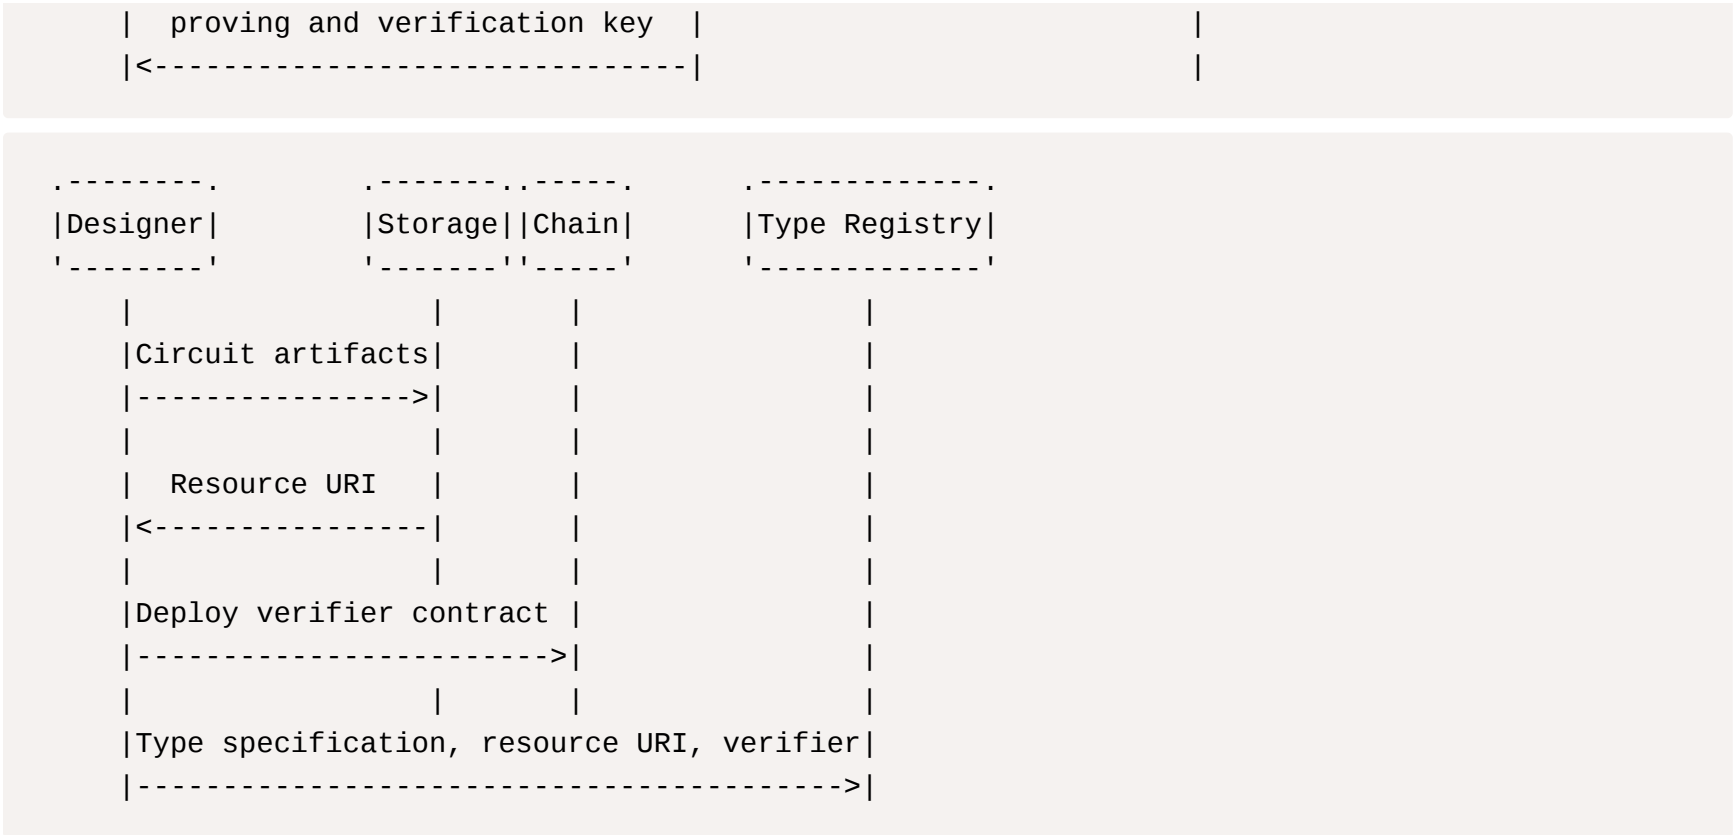 |  proving and verification key  |                            |
|<-------------------------------|                            |
.--------.        .-------..-----.      .-------------.
|Designer|        |Storage||Chain|      |Type Registry|
'--------'        '-------''-----'      '-------------'
    |                 |       |                |
    |Circuit artifacts|       |                |
    |---------------->|       |                |
    |                 |       |                |
    |  Resource URI   |       |                |
    |<----------------|       |                |
    |                 |       |                |
    |Deploy verifier contract |                |
    |------------------------>|                |
    |                 |       |                |
    |Type specification, resource URI, verifier|
    |----------------------------------------->|